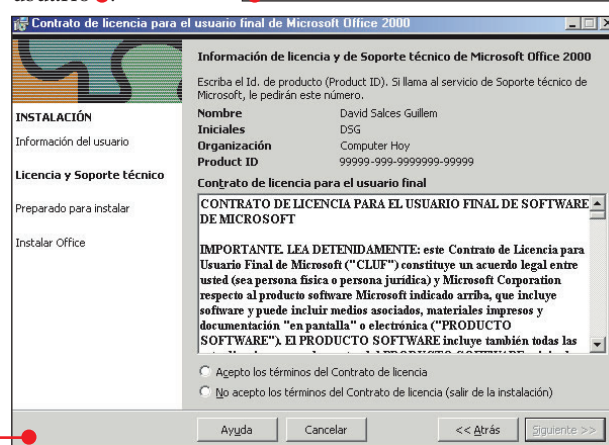 Contrato de licencia para el usuario final de Microsoft Office 2000
Información de licencia y de Soporte técnico de Microsoft Office 2000
Escriba el Id. de producto (Product ID). Si llama al servicio de Soporte técnico de
Microsoft, le pedirán este número.
INSTALACIÓN
Información del usuario
Licencia y Soporte técnico
Preparado para instalar
Instalar Office
Nombre David Salces Guillem
Iniciales DSG
Organización Computer Hoy
Product ID 99999-999-9999999-99999
Contrato de licencia para el usuario final
CONTRATO DE LICENCIA PARA EL USUARIO FINAL DE SOFTWARE
DE MICROSOFT
IMPORTANTE. LEA DETENIDAMENTE: este Contrato de Licencia para
Usuario Final de Microsoft ("CLUF") constituye un acuerdo legal entre
usted (sea persona física o persona jurídica) y Microsoft Corporation
respecto al producto software Microsoft indicado arriba, que incluye
software y puede incluir medios asociados, materiales impresos y
documentación "en pantalla" o electrónica ("PRODUCTO
SOFTWARE"). El PRODUCTO SOFTWARE incluye también todas las
Acepto los términos del Contrato de licencia
No acepto los términos del Contrato de licencia (salir de la instalación)
Ayuda
Cancelar
<< Atrás
Siguiente >>